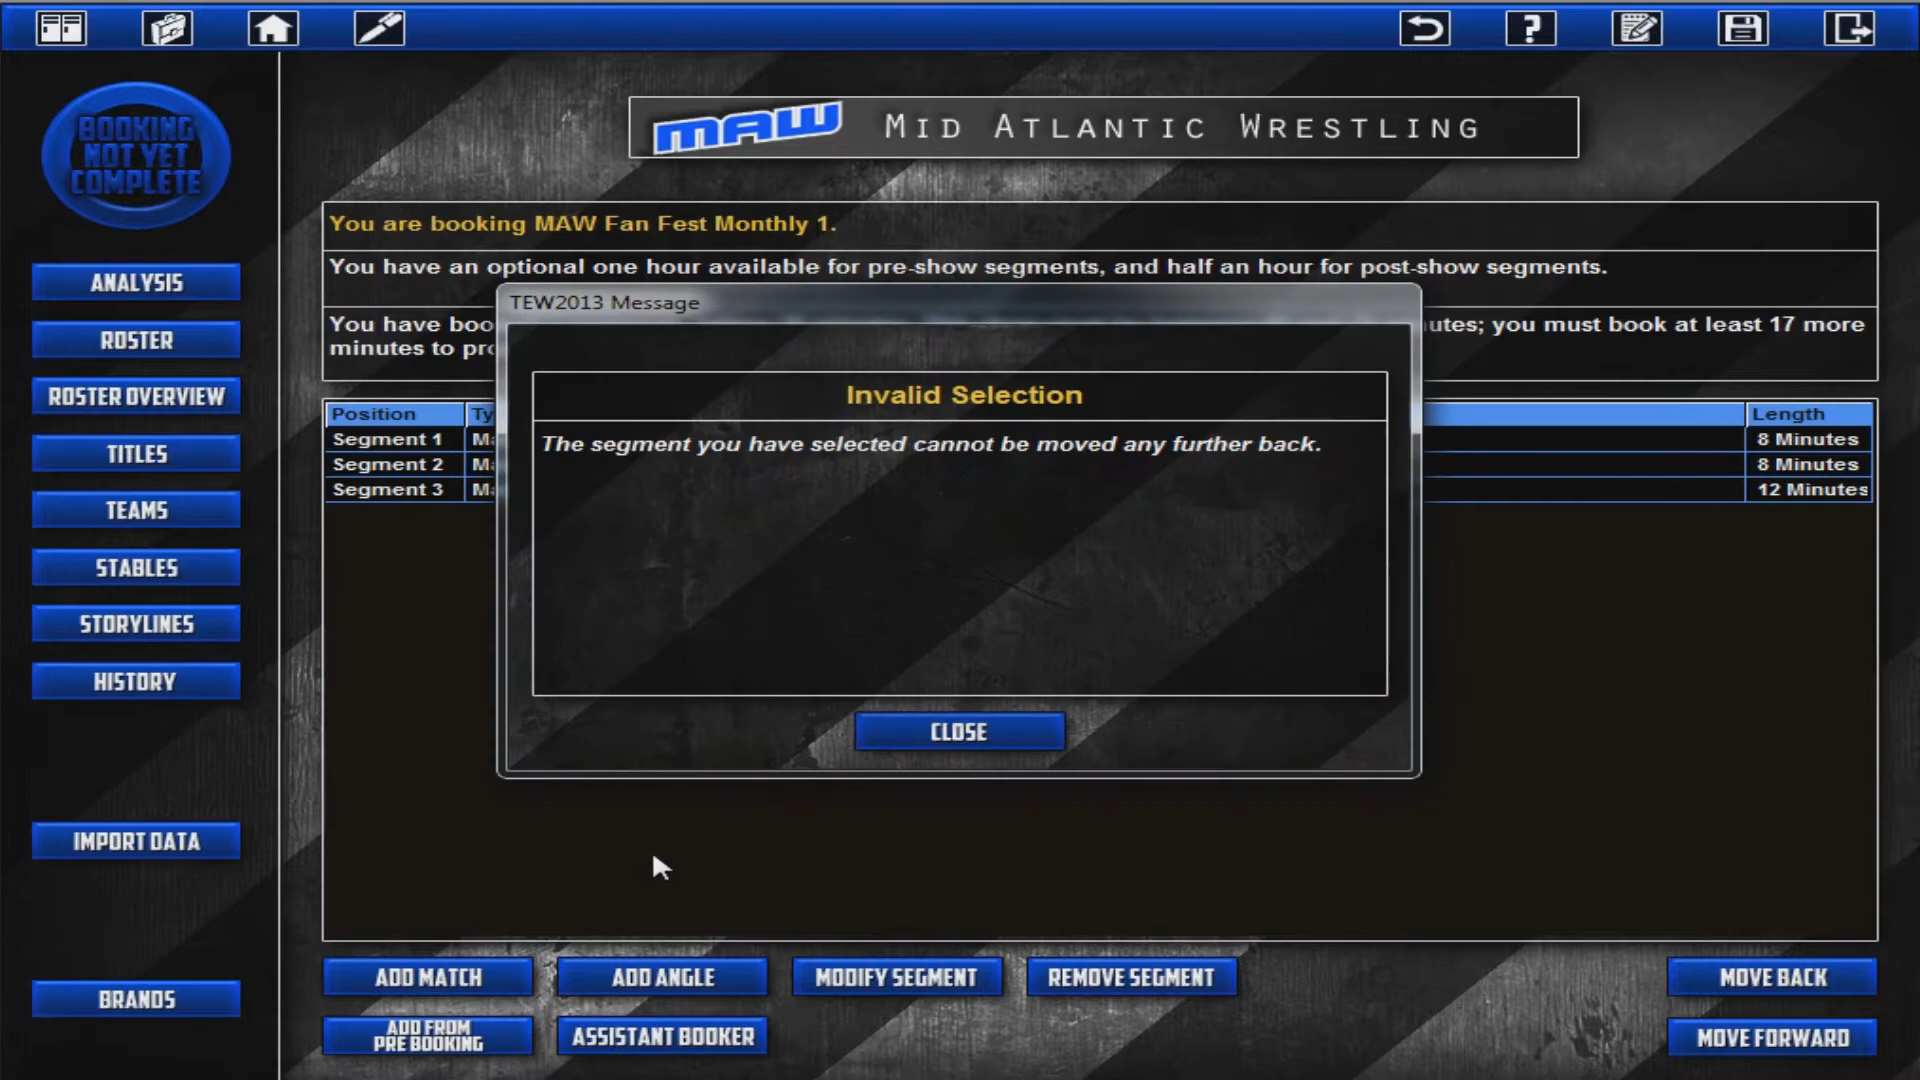 BOOKING
NOT YET
COMPLETE
MAW Mid Atlantic Wrestling
You are booking MAW Fan Fest Monthly 1.
You have an optional one hour available for pre-show segments, and half an hour for post-show segments.
You have boo
utes; you must book at least 17 more
minutes to pr
TEW2013 Message
Invalid Selection
The segment you have selected cannot be moved any further back.
CLOSE
Position Ty Length
Segment 1 Ma 8 Minutes
Segment 2 Ma 8 Minutes
Segment 3 Ma 12 Minutes
ANALYSIS
ROSTER
ROSTER OVERVIEW
TITLES
TEAMS
STABLES
STORYLINES
HISTORY
IMPORT DATA
BRANDS
ADD MATCH
ADD ANGLE
MODIFY SEGMENT
REMOVE SEGMENT
MOVE BACK
ADD FROM
PRE BOOKING
ASSISTANT BOOKER
MOVE FORWARD